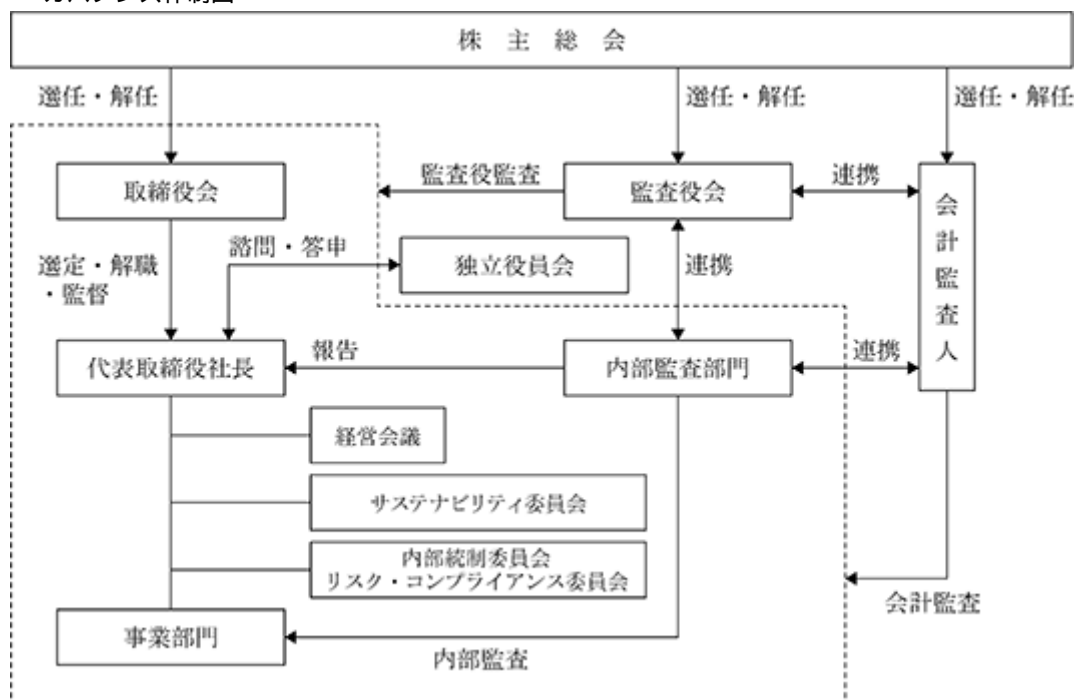 株主総会
選任・解任
選任・解任
選任・解任
取締役会
監査役監査
監査役会
連携
会計監査人
諮問・答申
独立役員会
連携
選定・解職
・監督
代表取締役社長
報告
内部監査部門
連携
経営会議
サステナビリティ委員会
内部統制委員会
リスク・コンプライアンス委員会
会計監査
事業部門
内部監査